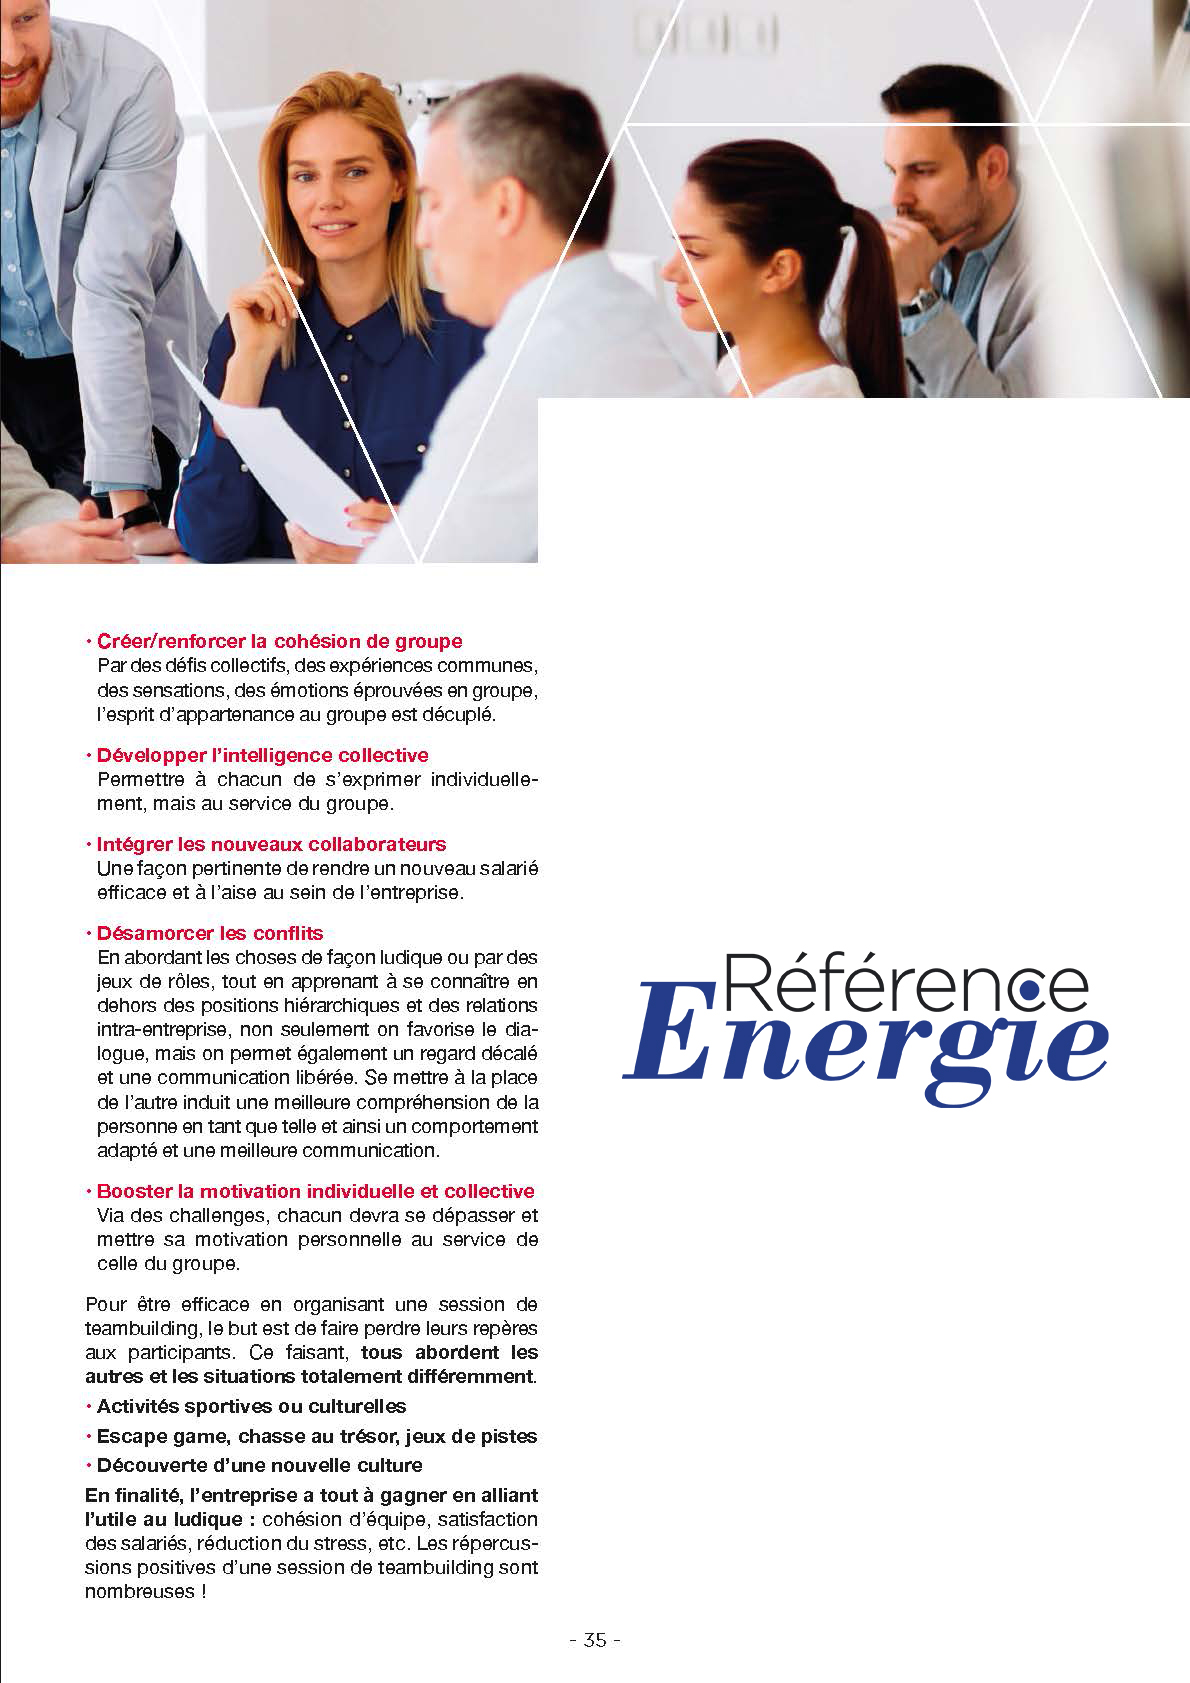 • Créer/renforcer la cohésion de groupe
Par des défis collectifs, des expériences communes,
des sensations, des émotions éprouvées en groupe,
l’esprit d’appartenance au groupe est décuplé.
• Développer l’intelligence collective
Permettre à chacun de s’exprimer individuelle-
ment, mais au service du groupe.
• Intégrer les nouveaux collaborateurs
Une façon pertinente de rendre un nouveau salarié
efficace et à l’aise au sein de l’entreprise.
• Désamorcer les conflits
En abordant les choses de façon ludique ou par des
jeux de rôles, tout en apprenant à se connaître en
dehors des positions hiérarchiques et des relations
intra-entreprise, non seulement on favorise le dia-
logue, mais on permet également un regard décalé
et une communication libérée. Se mettre à la place
de l’autre induit une meilleure compréhension de la
personne en tant que telle et ainsi un comportement
adapté et une meilleure communication.
• Booster la motivation individuelle et collective
Via des challenges, chacun devra se dépasser et
mettre sa motivation personnelle au service de
celle du groupe.
Pour être efficace en organisant une session de
teambuilding, le but est de faire perdre leurs repères
aux participants. Ce faisant, tous abordent les
autres et les situations totalement différemment.
• Activités sportives ou culturelles
• Escape game, chasse au trésor, jeux de pistes
• Découverte d’une nouvelle culture
En finalité, l’entreprise a tout à gagner en alliant
l’utile au ludique : cohésion d’équipe, satisfaction
des salariés, réduction du stress, etc. Les répercus-
sions positives d’une session de teambuilding sont
nombreuses !
Référence
Energie
- 35 -